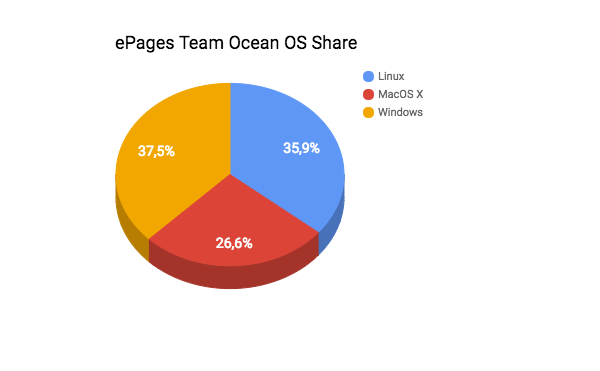 ePages Team Ocean OS Share
Linux
MacOS X
Windows
37,5%
35,9%
26,6%